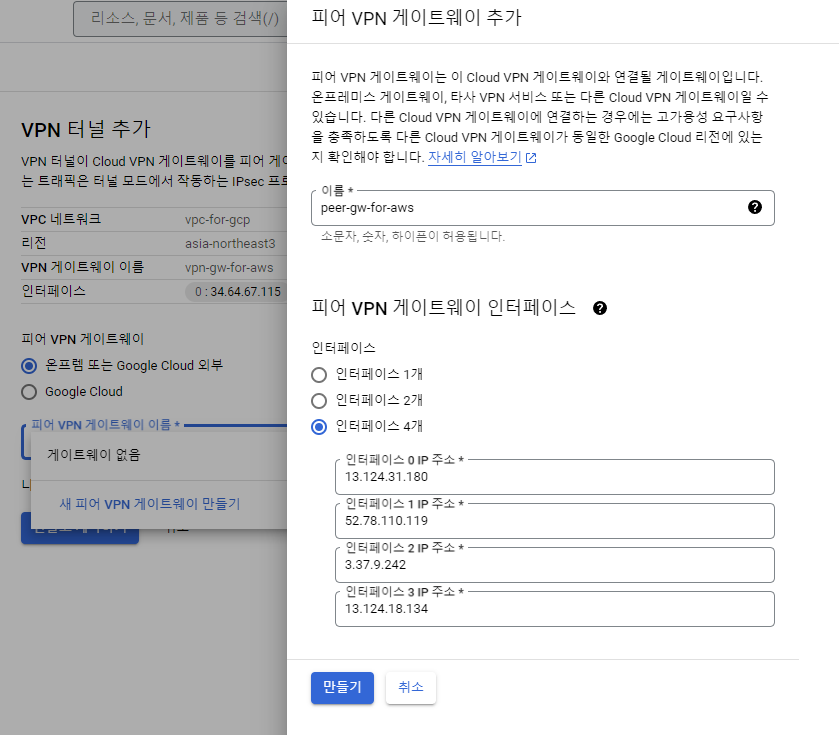 리소스, 문서, 제품 등 검색(/)
VPN 터널 추가
VPN 터널이 Cloud VPN 게이트웨이를 피어 게이
는 트래픽은 터널 모드에서 작동하는 IPsec 프로
VPC 네트워크 vpc-for-gcp
리전 asia-northeast3
VPN 게이트웨이 이름 vpn-gw-for-aws
인터페이스 0 : 34.64.67.115
피어 VPN 게이트웨이
온프렘 또는 Google Cloud 외부
Google Cloud
피어 VPN 게이트웨이 이름 *
게이트웨이 없음
새 피어 VPN 게이트웨이 만들기
피어 VPN 게이트웨이 추가
피어 VPN 게이트웨이는 이 Cloud VPN 게이트웨이와 연결될 게이트웨이입니다.
온프레미스 게이트웨이, 타사 VPN 서비스 또는 다른 Cloud VPN 게이트웨이일 수
있습니다. 다른 Cloud VPN 게이트웨이에 연결하는 경우에는 고가용성 요구사항
을 충족하도록 다른 Cloud VPN 게이트웨이가 동일한 Google Cloud 리전에 있는
지 확인해야 합니다. 자세히 알아보기
이름 *
peer-gw-for-aws
소문자, 숫자, 하이픈이 허용됩니다.
피어 VPN 게이트웨이 인터페이스
인터페이스
인터페이스 1개
인터페이스 2개
인터페이스 4개
인터페이스 0 IP 주소 *
13.124.31.180
인터페이스 1 IP 주소 *
52.78.110.119
인터페이스 2 IP 주소 *
3.37.9.242
인터페이스 3 IP 주소 *
13.124.18.134
만들기 취소